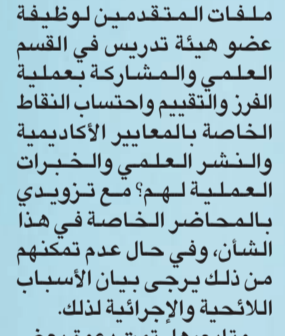 ملفات المتقدمين لوظيفة
عضو هيئة تدريس في القسم
العلمي والمشاركة بعملية
الفرز والتقييم واحتساب النقاط
الخاصة بالمعايير الأكاديمية
والنشر العلمي والخبرات
العملية لهم؟ مع تزويدي
بالمحاضر الخاصة في هذا
الشأن، وفي حال عدم تمكنهم
من ذلك يرجى بيان الأسباب
اللائحية والإجرائية لذلك.